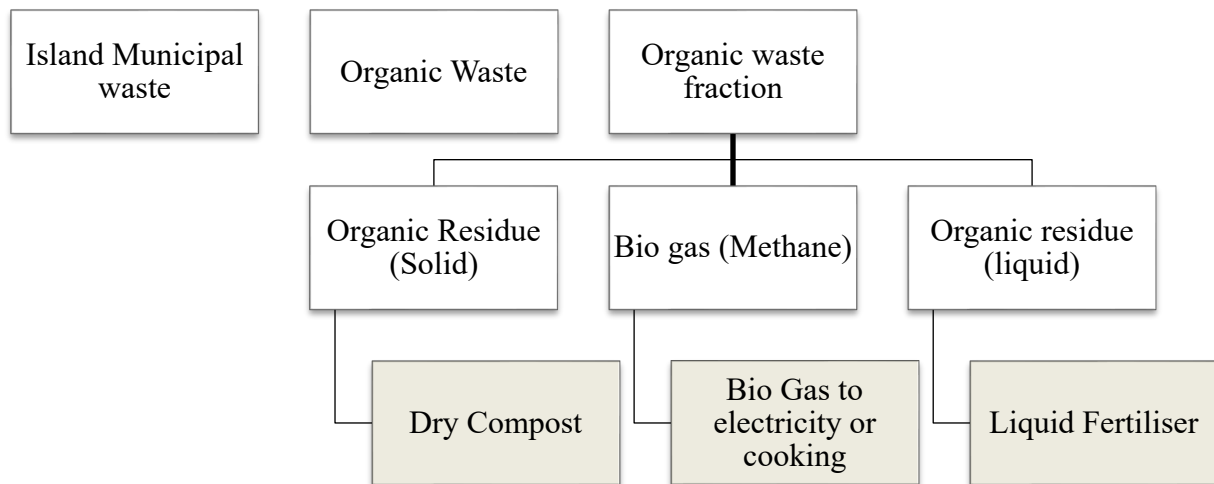 Island Municipal
waste
Organic Waste
Organic waste
fraction
Organic Residue
(Solid)
Bio gas (Methane)
Organic residue
(liquid)
Dry Compost
Bio Gas to
electricity or
cooking
Liquid Fertiliser